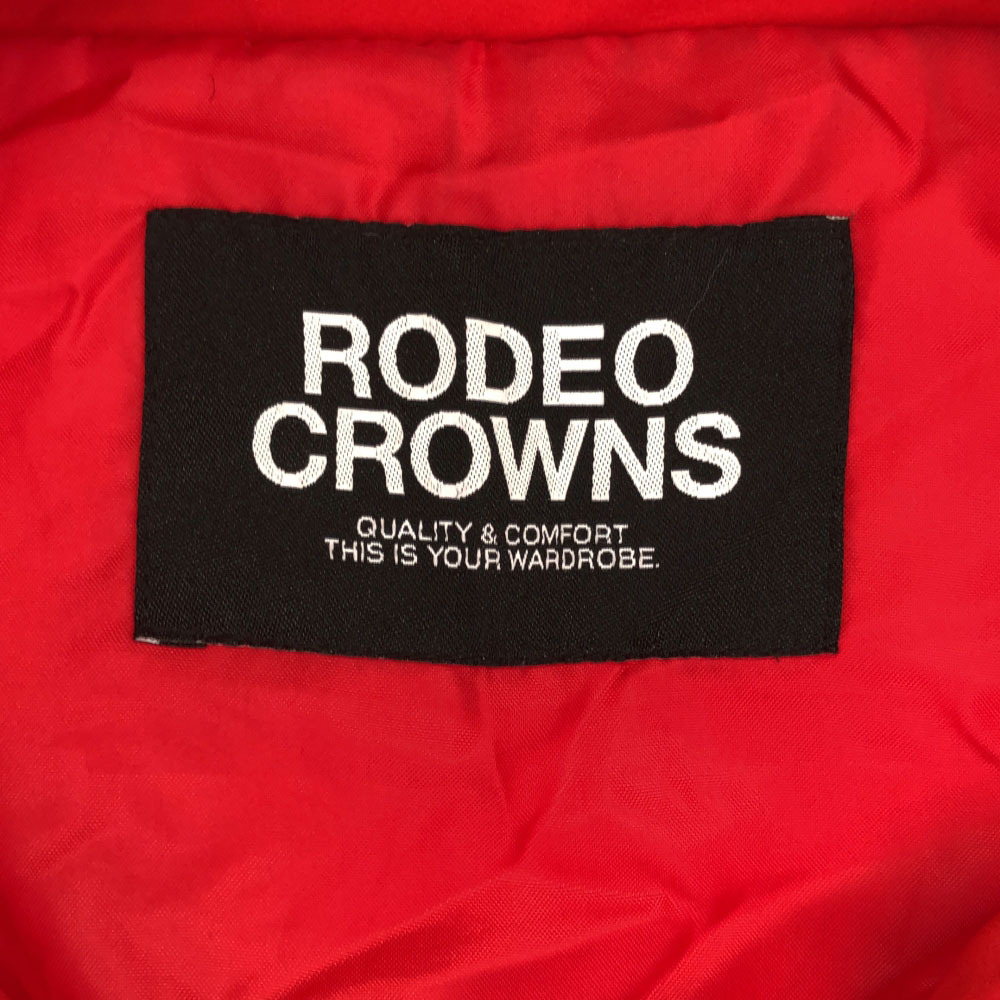 RODEO
CROWNS
QUALITY & COMFORT
THIS IS YOUR WARDROBE.